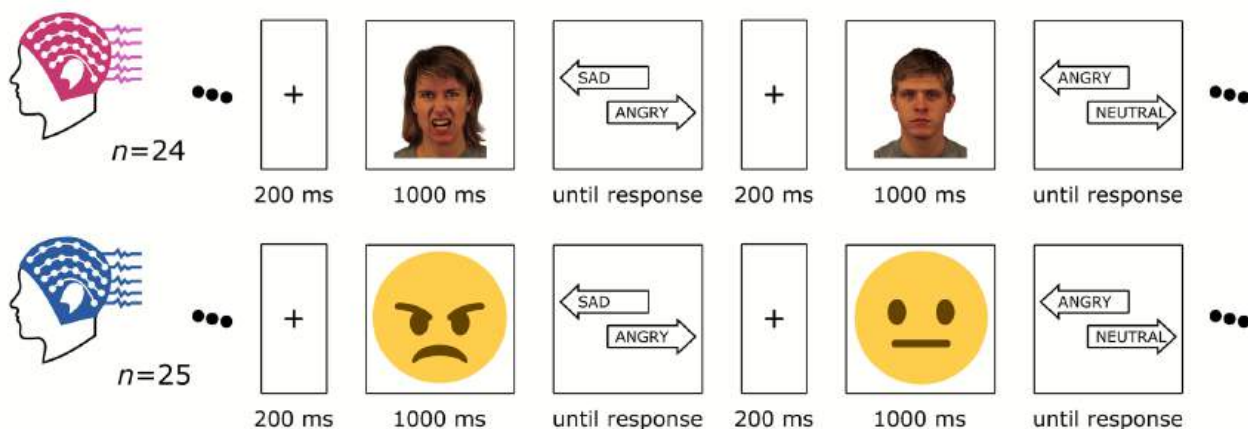 +
SAD
ANGRY
+
ANGRY
NEUTRAL
n=24
200 ms 1000 ms until response 200 ms 1000 ms until response
+
SAD
ANGRY
+
ANGRY
NEUTRAL
n=25
200 ms 1000 ms until response 200 ms 1000 ms until response